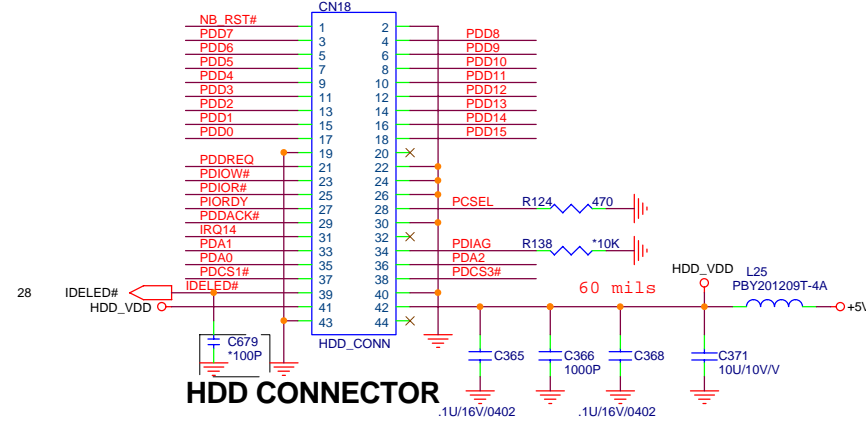 CN18
NB_RST# 1 2
PDD7 3 4 PDD8
PDD6 5 6 PDD9
PDD5 7 8 PDD10
PDD4 9 10 PDD11
PDD3 11 12 PDD12
PDD2 13 14 PDD13
PDD1 15 16 PDD14
PDD0 17 18 PDD15
19 20
PDDREQ 21 22
PDIOW# 23 24
PDIOR# 25 26
PIORDY 27 28 PCSEL R124 470
PDDACK# 29 30
IRQ14 31 32
PDA1 33 34 PDIAG R138 *10K
PDA0 35 36 PDA2
PDCS1# 37 38 PDCS3#
28 IDELED# IDELED# 39 40
HDD_VDD 41 42
43 44
60 mils
HDD_VDD
L25
PBY201209T-4A
+5V
HDD_CONN
C679
*100P
C365
C366
1000P
C368
C371
10U/10V/V
HDD CONNECTOR
.1U/16V/0402
.1U/16V/0402